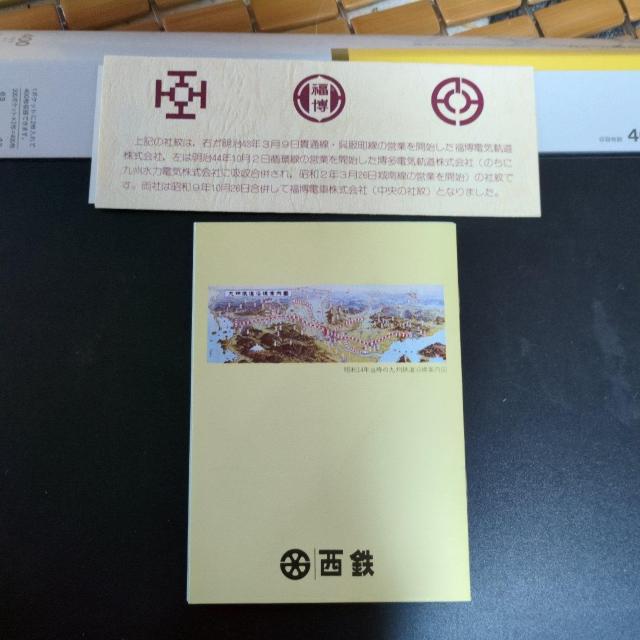 福
博
上記の社紋は、右が明治43年3月9日貫通線・呉服町線の営業を開始した福博電気軌道
株式会社、左は明治44年10月2日循環線の営業を開始した博多電気軌道株式会社(のちに
九州水力電気株式会社に吸収合併され、昭和2年3月26日城南線の営業を開始)の社紋で
す。両社は昭和9年10月26日合併して福博電車株式会社(中央の社紋)となりました。
九州鉄道沿線案内図
昭和14年当時の九州鉄道沿線案内図
西鉄